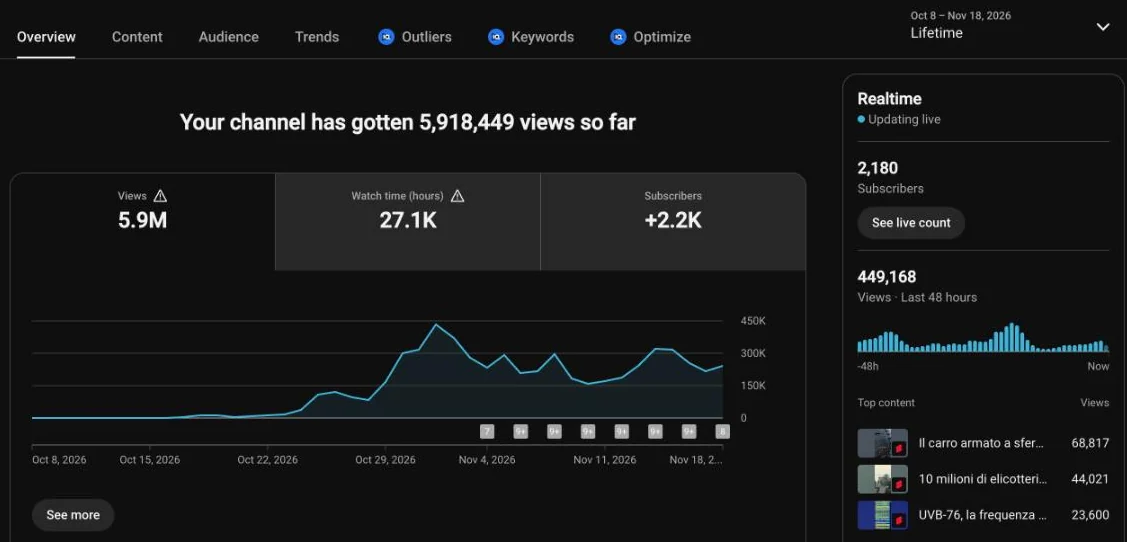 Overview Content Audience Trends Outliers Keywords Optimize
Oct 8 – Nov 18, 2026
Lifetime
Your channel has gotten 5,918,449 views so far
Views
5.9M
Watch time (hours)
27.1K
Subscribers
+2.2K
450K
300K
150K
0
7 9+ 9+ 9+ 9+ 9+ 9+ 8
Oct 8, 2026 Oct 15, 2026 Oct 22, 2026 Oct 29, 2026 Nov 4, 2026 Nov 11, 2026 Nov 18, 2...
See more
Realtime
Updating live
2,180
Subscribers
See live count
449,168
Views · Last 48 hours
-48h Now
Top content Views
Il carro armato a sfer... 68,817
10 milioni di elicotteri... 44,021
UVB-76, la frequenza ... 23,600